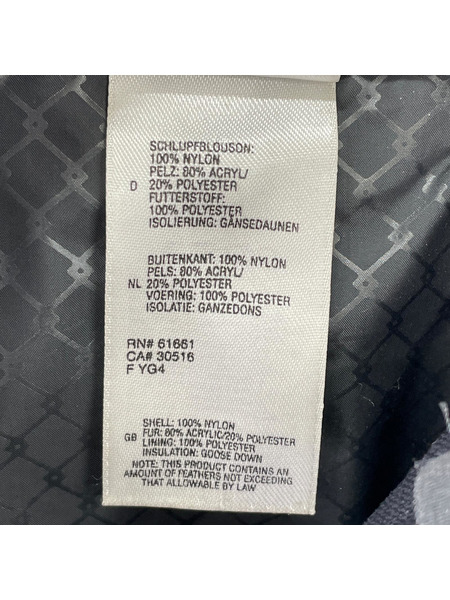 SCHLUPFBLOUSON:
100% NYLON
PELZ: 80% ACRYL/
D 20% POLYESTER
FUTTERSTOFF:
100% POLYESTER
ISOLIERUNG: GÄNSEDAUNEN
BUITENKANT: 100% NYLON
PELS: 80% ACRYL/
NL 20% POLYESTER
VOERING: 100% POLYESTER
ISOLATIE: GANZEDONS
RN# 61661
CA# 30516
F YG4
SHELL: 100% NYLON
GB FUR: 80% ACRYLIC/20% POLYESTER
LINING: 100% POLYESTER
INSULATION: GOOSE DOWN
NOTE: THIS PRODUCT CONTAINS AN
AMOUNT OF FEATHERS NOT EXCEEDING
THAT ALLOWABLE BY LAW